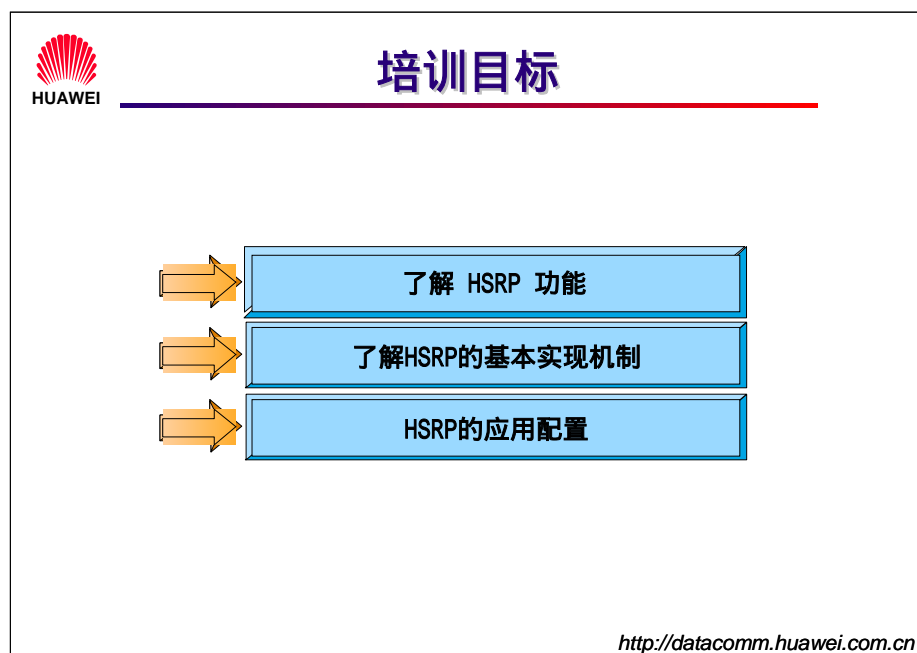 培训目标
HUAWEI
了解 HSRP 功能
了解HSRP的基本实现机制
HSRP的应用配置
http://datacomm.huawei.com.cn